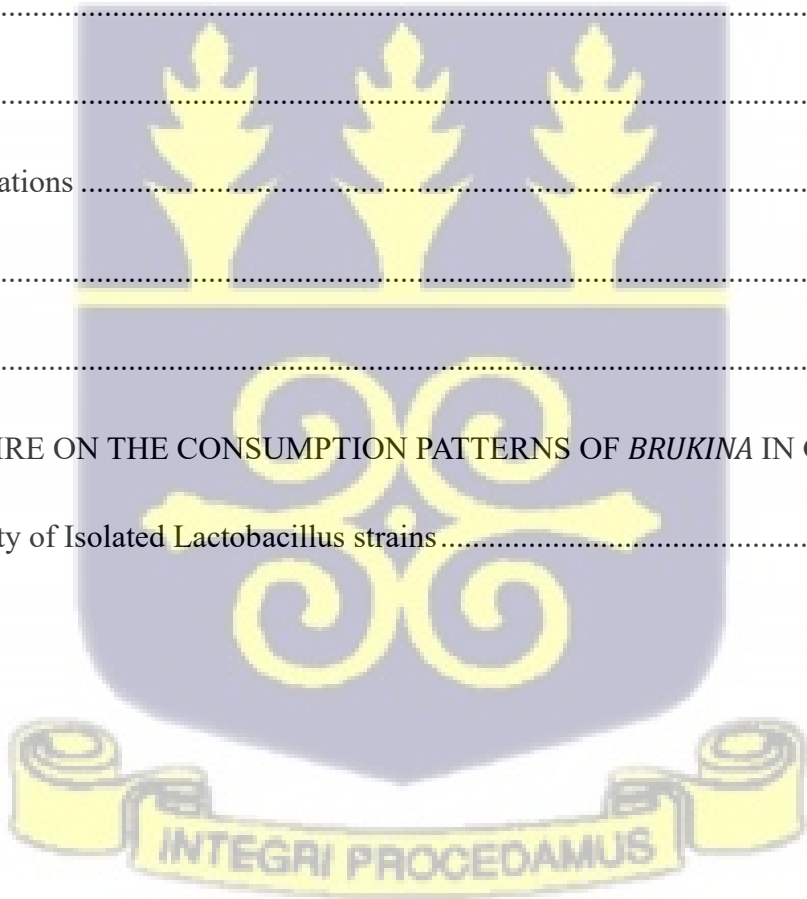 ................................................................................
................................................................................
ations ................................................................................
................................................................................
................................................................................
IRE ON THE CONSUMPTION PATTERNS OF BRUKINA IN
ty of Isolated Lactobacillus strains ................................................................................
INTEGRI PROCEDAMUS